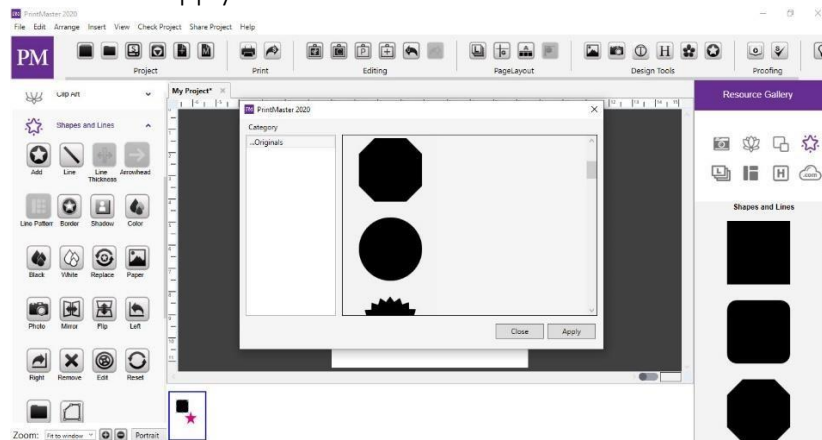 PrintMaster 2020
File Edit Arrange Insert View Check Project Share Project Help
PM
Project
Print
Editing
PageLayout
Design Tools
Proofing
Clip Art
Shapes and Lines
Add Line Line Thickness Arrowhead
Line Pattern Border Shadow Color
Black White Replace Paper
Photo Mirror Flip Left
Right Remove Edit Reset
Zoom: Fit to window Portrait
My Project*
PrintMaster 2020
Category
...Originals
Close Apply
Resource Gallery
.com
Shapes and Lines